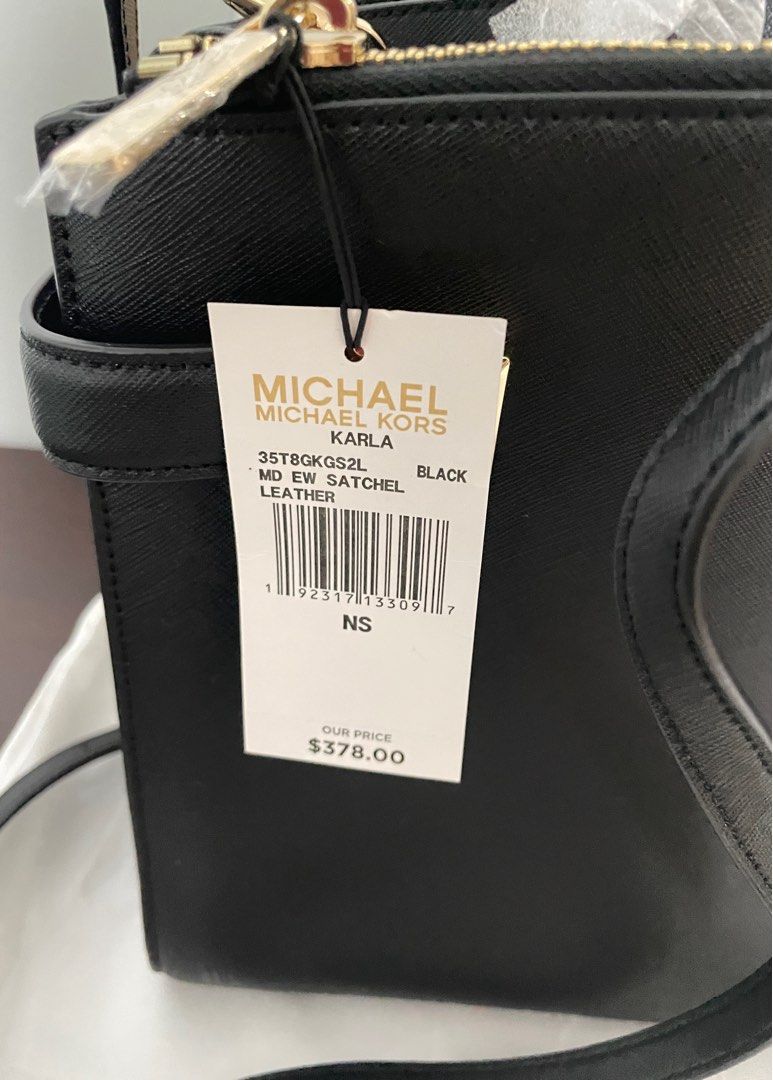 MICHAEL
MICHAEL KORS
KARLA
35T8GKGS2L BLACK
MD EW SATCHEL
LEATHER
1 92317 13309 7
NS
OUR PRICE
$378.00